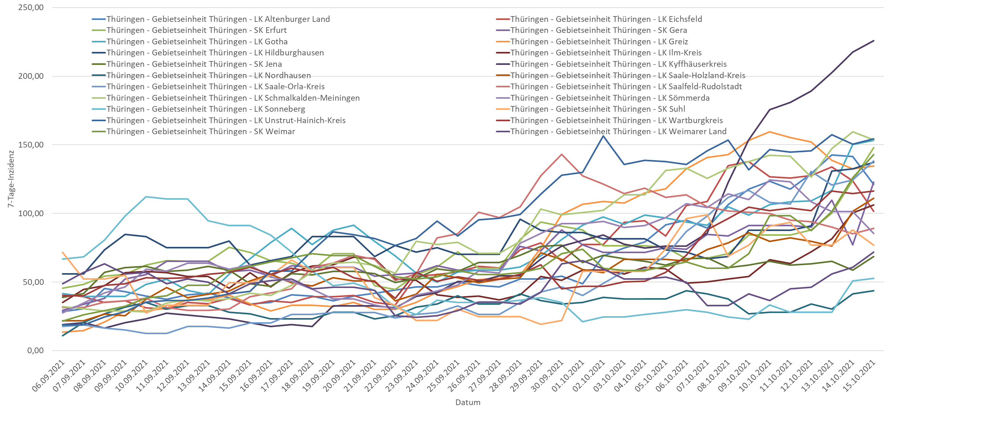 250,00
Thüringen - Gebietseinheit Thüringen - LK Altenburger Land
Thüringen - Gebietseinheit Thüringen - LK Eichsfeld
Thüringen - Gebietseinheit Thüringen - SK Erfurt
Thüringen - Gebietseinheit Thüringen - SK Gera
Thüringen - Gebietseinheit Thüringen - LK Gotha
Thüringen - Gebietseinheit Thüringen - LK Greiz
Thüringen - Gebietseinheit Thüringen - LK Hildburghausen
Thüringen - Gebietseinheit Thüringen - LK Ilm-Kreis
Thüringen - Gebietseinheit Thüringen - SK Jena
Thüringen - Gebietseinheit Thüringen - LK Kyffhäuserkreis
200,00
Thüringen - Gebietseinheit Thüringen - LK Nordhausen
Thüringen - Gebietseinheit Thüringen - LK Saale-Holzland-Kreis
Thüringen - Gebietseinheit Thüringen - LK Saale-Orla-Kreis
Thüringen - Gebietseinheit Thüringen - LK Saalfeld-Rudolstadt
Thüringen - Gebietseinheit Thüringen - LK Schmalkalden-Meiningen
Thüringen - Gebietseinheit Thüringen - LK Sömmerda
Thüringen - Gebietseinheit Thüringen - LK Sonneberg
Thüringen - Gebietseinheit Thüringen - SK Suhl
Thüringen - Gebietseinheit Thüringen - LK Unstrut-Hainich-Kreis
Thüringen - Gebietseinheit Thüringen - LK Wartburgkreis
Thüringen - Gebietseinheit Thüringen - SK Weimar
Thüringen - Gebietseinheit Thüringen - LK Weimarer Land
150,00
7-Tage-Inzidenz
100,00
50,00
0,00
06.09.2021
07.09.2021
08.09.2021
09.09.2021
10.09.2021
11.09.2021
12.09.2021
13.09.2021
14.09.2021
15.09.2021
16.09.2021
17.09.2021
18.09.2021
19.09.2021
20.09.2021
21.09.2021
22.09.2021
23.09.2021
24.09.2021
25.09.2021
26.09.2021
27.09.2021
28.09.2021
29.09.2021
30.09.2021
01.10.2021
02.10.2021
03.10.2021
04.10.2021
05.10.2021
06.10.2021
07.10.2021
08.10.2021
09.10.2021
10.10.2021
11.10.2021
12.10.2021
13.10.2021
14.10.2021
15.10.2021
Datum